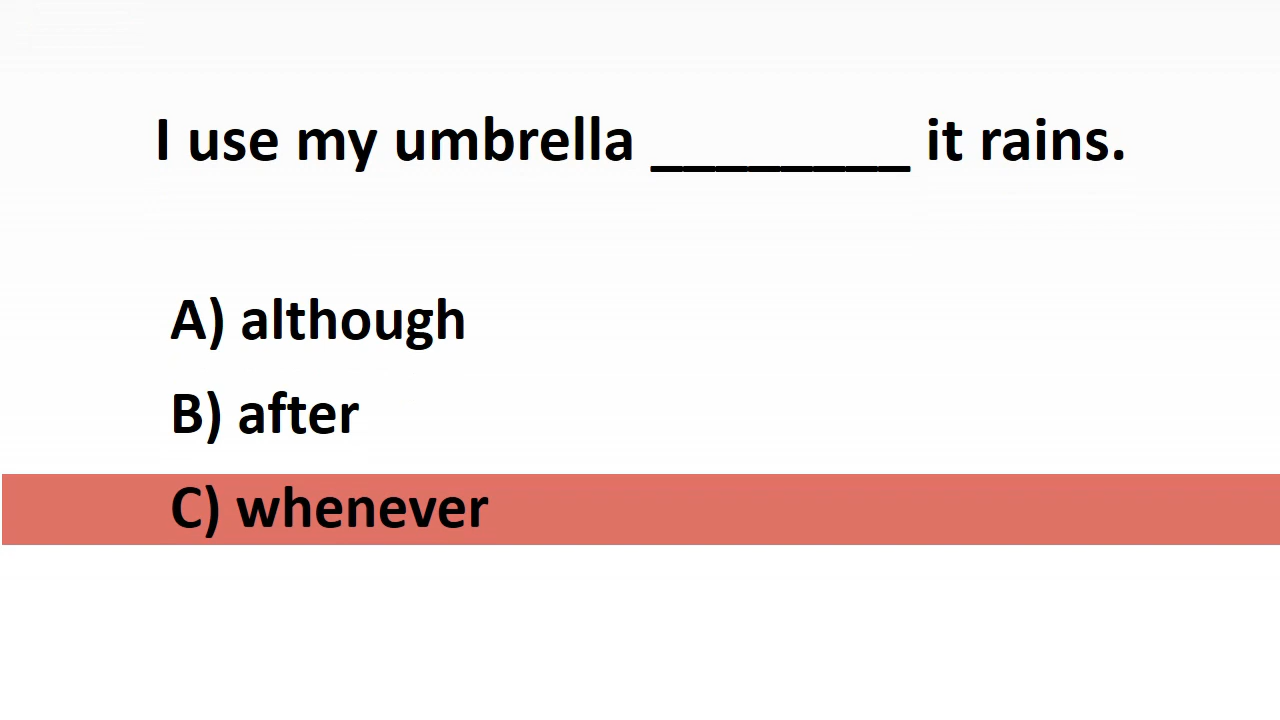 I use my umbrella ________ it rains.
A) although
B) after
C) whenever